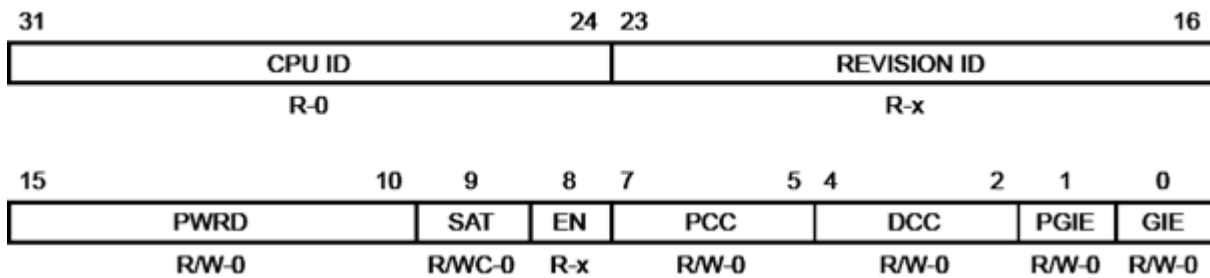 31 24 23 16
CPU ID REVISION ID
R-0 R-x
15 10 9 8 7 5 4 2 1 0
PWRD SAT EN PCC DCC PGIE GIE
R/W-0 R/WC-0 R-x R/W-0 R/W-0 R/W-0 R/W-0